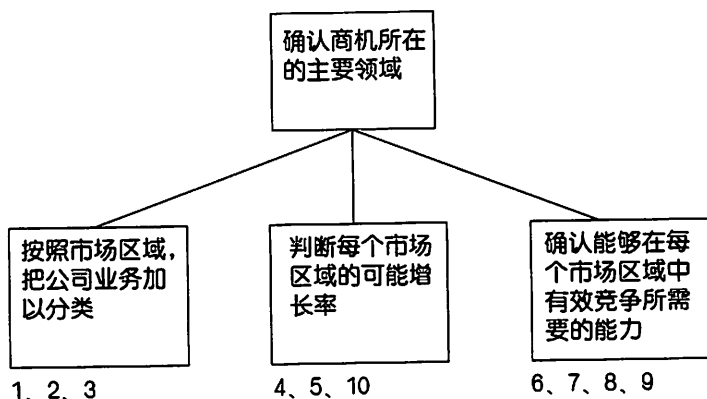 确认商机所在
的主要领域
按照市场区域，
把公司业务加
以分类
判断每个市场
区域的可能增
长率
确认能够在每
个市场区域中
有效竞争所需
要的能力
1、2、3
4、5、10
6、7、8、9